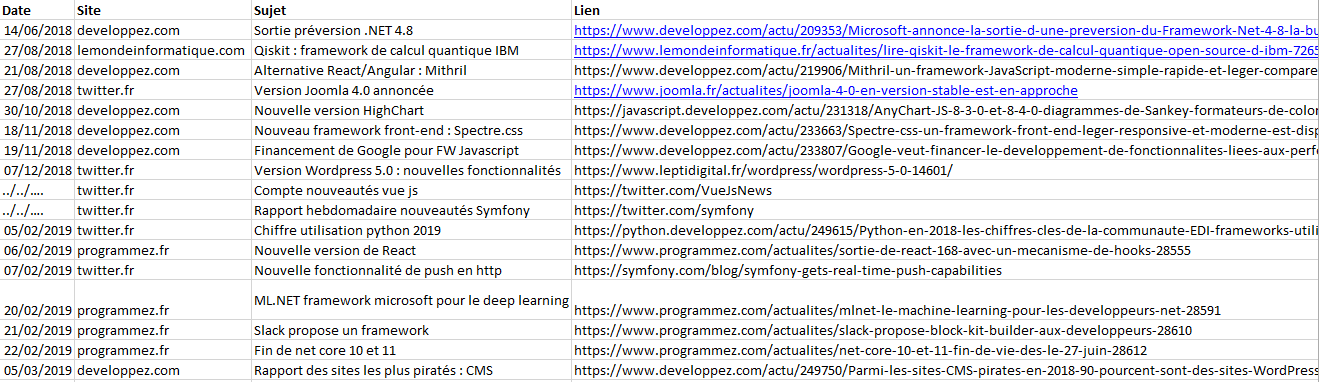 Date Site Sujet Lien
14/06/2018 developpez.com Sortie préversion .NET 4.8 https://www.developpez.com/actu/209353/Microsoft-annonce-la-sortie-d-une-preversion-du-Framework-Net-4-8-la-bu
27/08/2018 lemondeinformatique.com Qiskit : framework de calcul quantique IBM https://www.lemondeinformatique.fr/actualites/lire-qiskit-le-framework-de-calcul-quantique-open-source-d-ibm-7265
21/08/2018 developpez.com Alternative React/Angular : Mithril https://www.developpez.com/actu/219906/Mithril-un-framework-JavaScript-moderne-simple-rapide-et-leger-compare
27/08/2018 twitter.fr Version Joomla 4.0 annoncée https://www.joomla.fr/actualites/joomla-4-0-en-version-stable-est-en-approche
30/10/2018 developpez.com Nouvelle version HighChart https://javascript.developpez.com/actu/231318/AnyChart-JS-8-3-0-et-8-4-0-diagrammes-de-Sankey-formateurs-de-colo
18/11/2018 developpez.com Nouveau framework front-end : Spectre.css https://www.developpez.com/actu/233663/Spectre-css-un-framework-front-end-leger-responsive-et-moderne-est-disp
19/11/2018 developpez.com Financement de Google pour FW Javascript https://www.developpez.com/actu/233807/Google-veut-financer-le-developpement-de-fonctionnalites-liees-aux-perfo
07/12/2018 twitter.fr Version Wordpress 5.0 : nouvelles fonctionnalités https://www.leptidigital.fr/wordpress/wordpress-5-0-14601/
../../.... twitter.fr Compte nouveautés vue js https://twitter.com/VueJsNews
../../.... twitter.fr Rapport hebdomadaire nouveautés Symfony https://twitter.com/symfony
05/02/2019 twitter.fr Chiffre utilisation python 2019 https://python.developpez.com/actu/249615/Python-en-2018-les-chiffres-cles-de-la-communaute-EDI-frameworks-utili
06/02/2019 programmez.fr Nouvelle version de React https://www.programmez.com/actualites/sortie-de-react-168-avec-un-mecanisme-de-hooks-28555
07/02/2019 twitter.fr Nouvelle fonctionnalité de push en http https://symfony.com/blog/symfony-gets-real-time-push-capabilities
20/02/2019 programmez.fr ML.NET framework microsoft pour le deep learning https://www.programmez.com/actualites/mlnet-le-machine-learning-pour-les-developpeurs-net-28591
21/02/2019 programmez.fr Slack propose un framework https://www.programmez.com/actualites/slack-propose-block-kit-builder-aux-developpeurs-28610
22/02/2019 programmez.fr Fin de net core 10 et 11 https://www.programmez.com/actualites/net-core-10-et-11-fin-de-vie-des-le-27-juin-28612
05/03/2019 developpez.com Rapport des sites les plus piratés : CMS https://www.developpez.com/actu/249750/Parmi-les-sites-CMS-pirates-en-2018-90-pourcent-sont-des-sites-WordPress